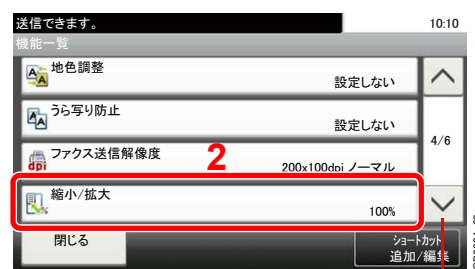 送信できます。 10:10
機能一覧
地色調整
設定しない
うら写り防止
設定しない
4/6
ファクス送信解像度 2
200x100dpi ノーマル
縮小/拡大
100%
閉じる
ショートカット
追加/編集